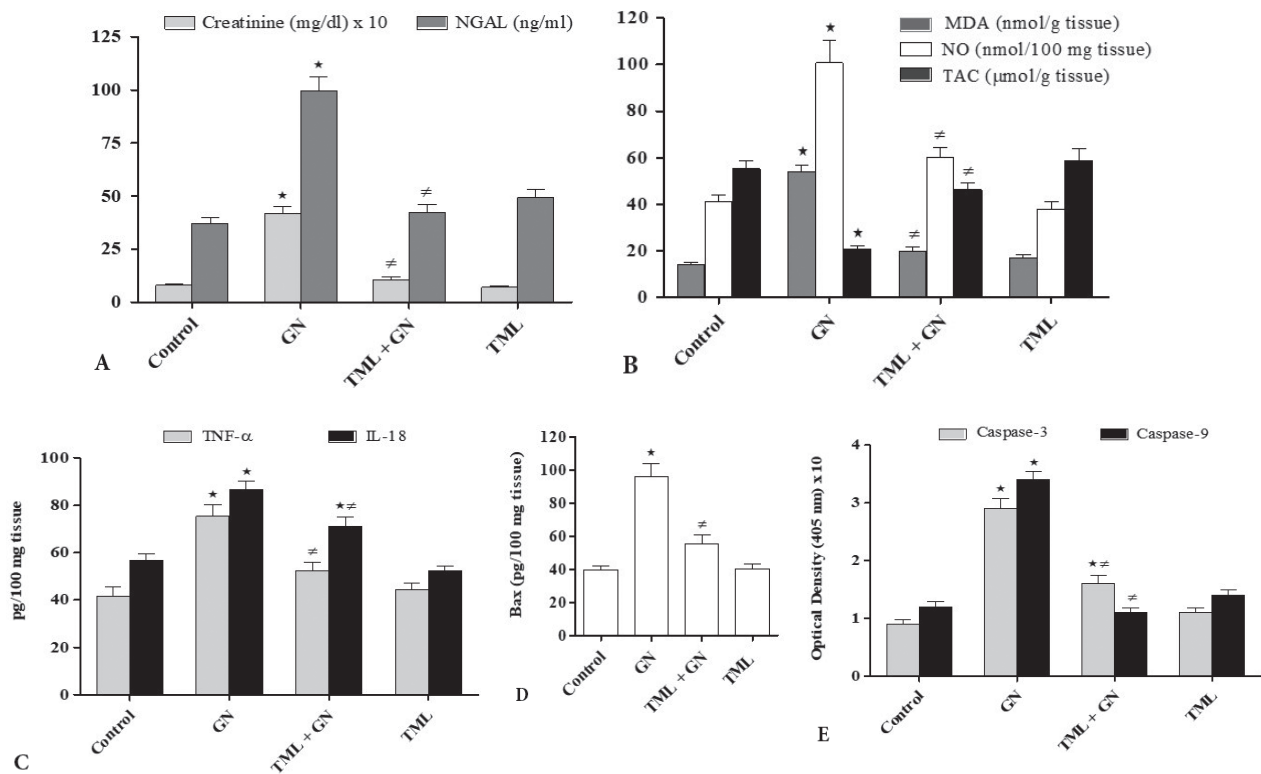 Creatinine (mg/dl) x 10 NGAL (ng/ml)
125
100
75
50
25
0
★
★
≠
≠
Control
GN
TML + GN
TML
A
MDA (nmol/g tissue)
NO (nmol/100 mg tissue)
TAC (μmol/g tissue)
120
100
80
60
40
20
0
★
★
★
≠
≠
≠
Control
GN
TML + GN
TML
B
TNF-α IL-18
pg/100 mg tissue
100
80
60
40
20
0
★
★
≠
★≠
Control
GN
TML + GN
TML
C
Bax (pg/100 mg tissue)
120
100
80
60
40
20
0
★
≠
Control
GN
TML + GN
TML
D
Caspase-3 Caspase-9
Optical Density (405 nm) x 10
4
3
2
1
0
★
★
★≠
≠
Control
GN
TML + GN
TML
E